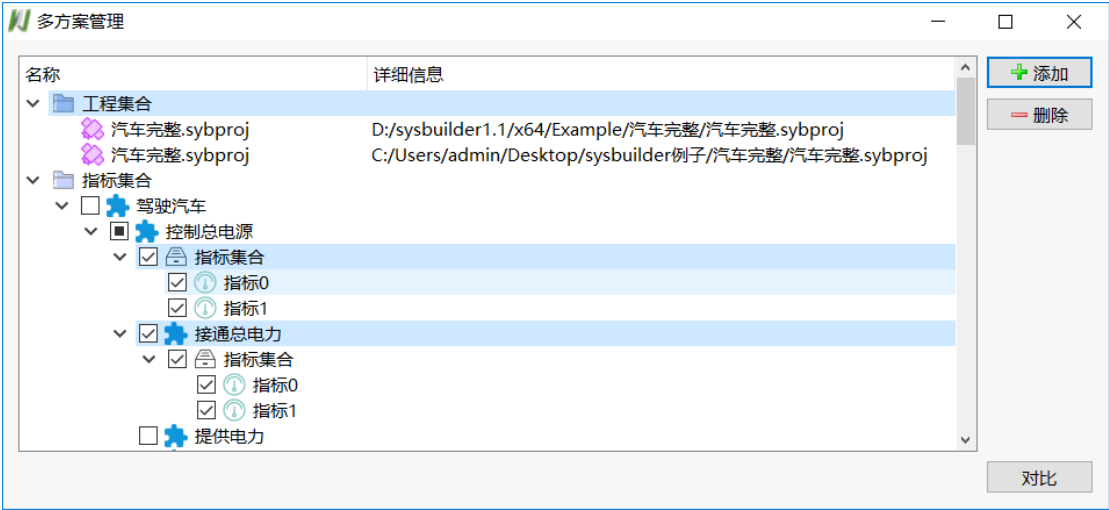 多方案管理
名称 详细信息
添加
工程集合
删除
汽车完整.sybproj D:/sysbuilder1.1/x64/Example/汽车完整/汽车完整.sybproj
汽车完整.sybproj C:/Users/admin/Desktop/sysbuilder例子/汽车完整/汽车完整.sybproj
指标集合
驾驶汽车
控制总电源
指标集合
指标0
指标1
接通总电力
指标集合
指标0
指标1
提供电力
对比